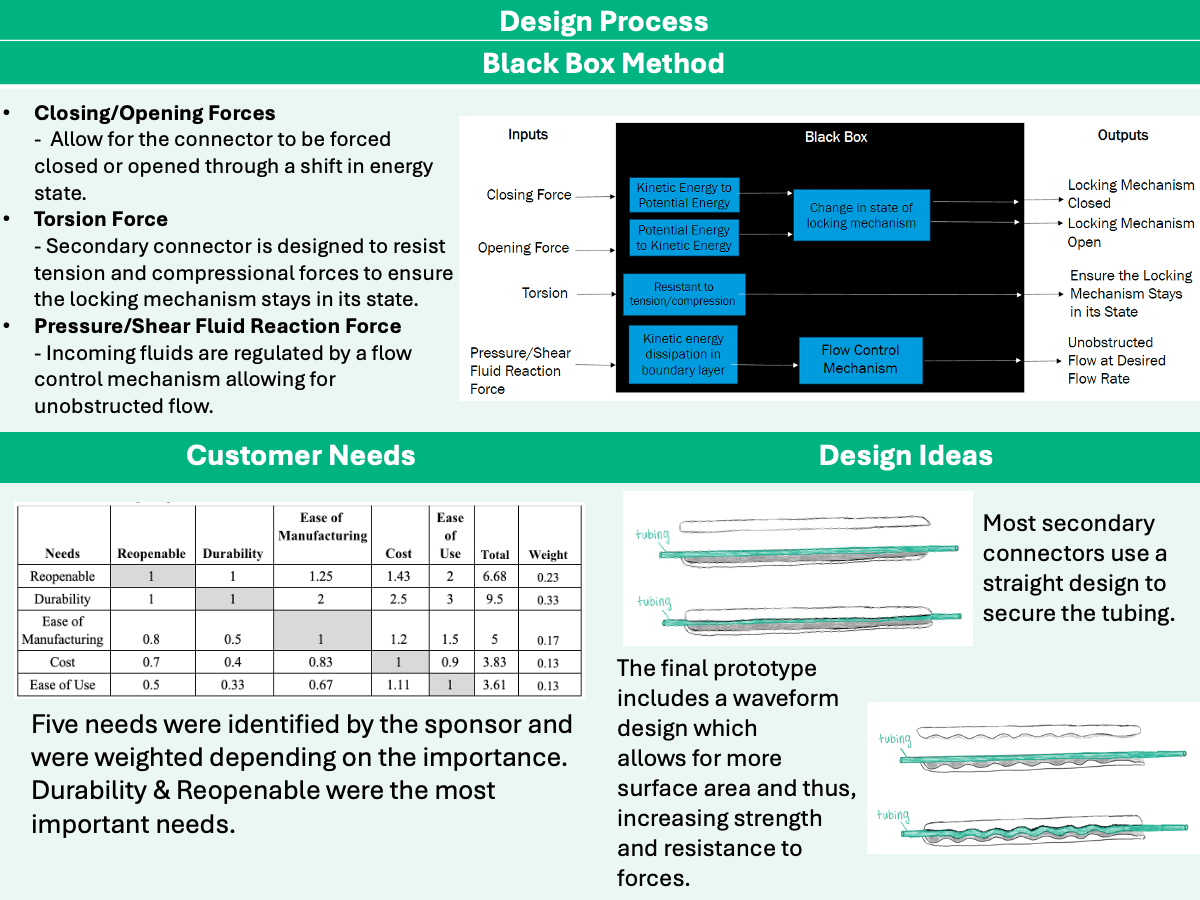 Design Process
Black Box Method
• Closing/Opening Forces
- Allow for the connector to be forced
closed or opened through a shift in energy
state.
• Torsion Force
- Secondary connector is designed to resist
tension and compressional forces to ensure
the locking mechanism stays in its state.
• Pressure/Shear Fluid Reaction Force
- Incoming fluids are regulated by a flow
control mechanism allowing for
unobstructed flow.
Inputs
Black Box
Outputs
Closing Force
Kinetic Energy to
Potential Energy
Opening Force
Potential Energy
to Kinetic Energy
Change in state of
locking mechanism
Locking Mechanism
Closed
Locking Mechanism
Open
Torsion
Resistant to
tension/compression
Ensure the Locking
Mechanism Stays
in its State
Pressure/Shear
Fluid Reaction
Force
Kinetic energy
dissipation in
boundary layer
Flow Control
Mechanism
Unobstructed
Flow at Desired
Flow Rate
Customer Needs
Needs Reopenable Durability Ease of Manufacturing Cost Ease of Use Total Weight
Reopenable 1 1 1.25 1.43 2 6.68 0.23
Durability 1 1 2 2.5 3 9.5 0.33
Ease of Manufacturing 0.8 0.5 1 1.2 1.5 5 0.17
Cost 0.7 0.4 0.83 1 0.9 3.83 0.13
Ease of Use 0.5 0.33 0.67 1.11 1 3.61 0.13
Five needs were identified by the sponsor and
were weighted depending on the importance.
Durability & Reopenable were the most
important needs.
Design Ideas
tubing
tubing
Most secondary
connectors use a
straight design to
secure the tubing.
The final prototype
includes a waveform
design which
allows for more
surface area and thus,
increasing strength
and resistance to
forces.
tubing
tubing